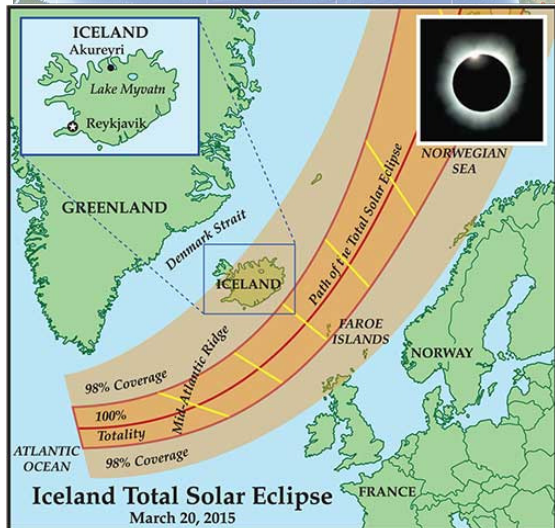 ICELAND
Akureyri
Lake Myvatn
Reykjavik
NORWEGIAN
SEA
GREENLAND
Denmark Strait
Path of the Total Solar Eclipse
ICELAND
FAROE
ISLANDS
Mid-Atlantic Ridge
NORWAY
98% Coverage
100%
Totality
98% Coverage
ATLANTIC
OCEAN
FRANCE
Iceland Total Solar Eclipse
March 20, 2015